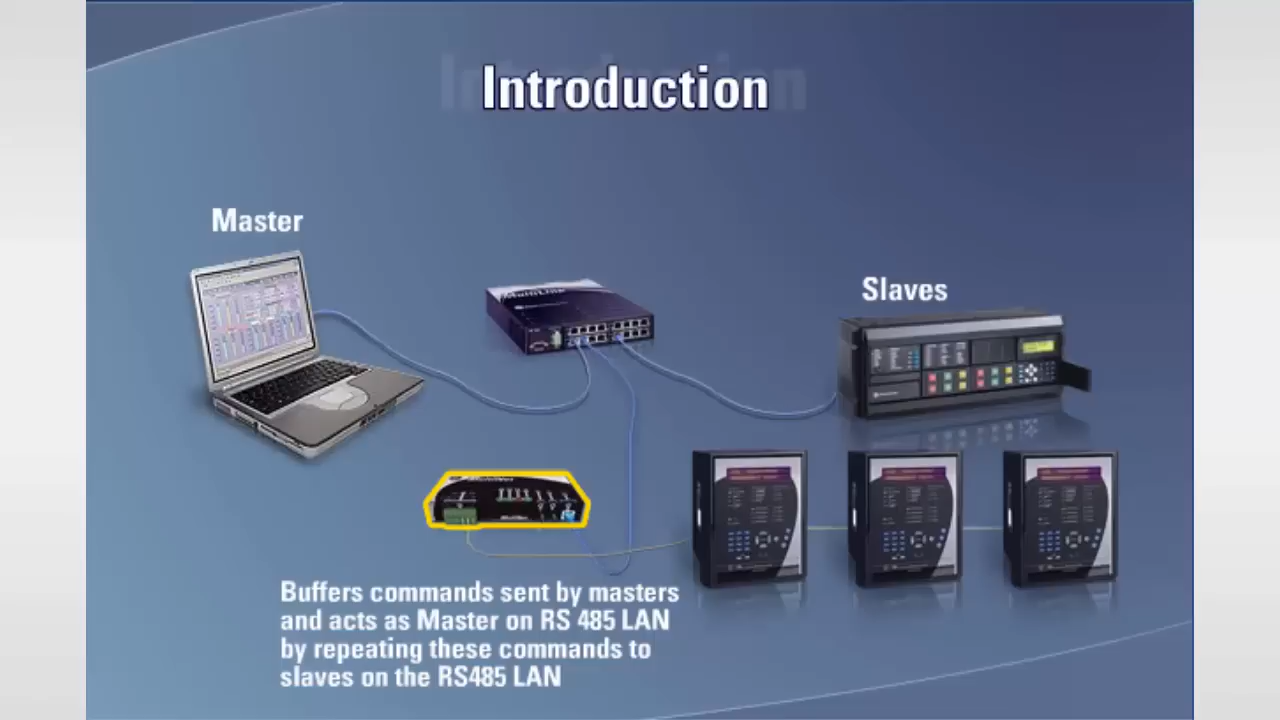 Introduction
Master
Slaves
MultiLink
Buffers commands sent by masters
and acts as Master on RS 485 LAN
by repeating these commands to
slaves on the RS485 LAN